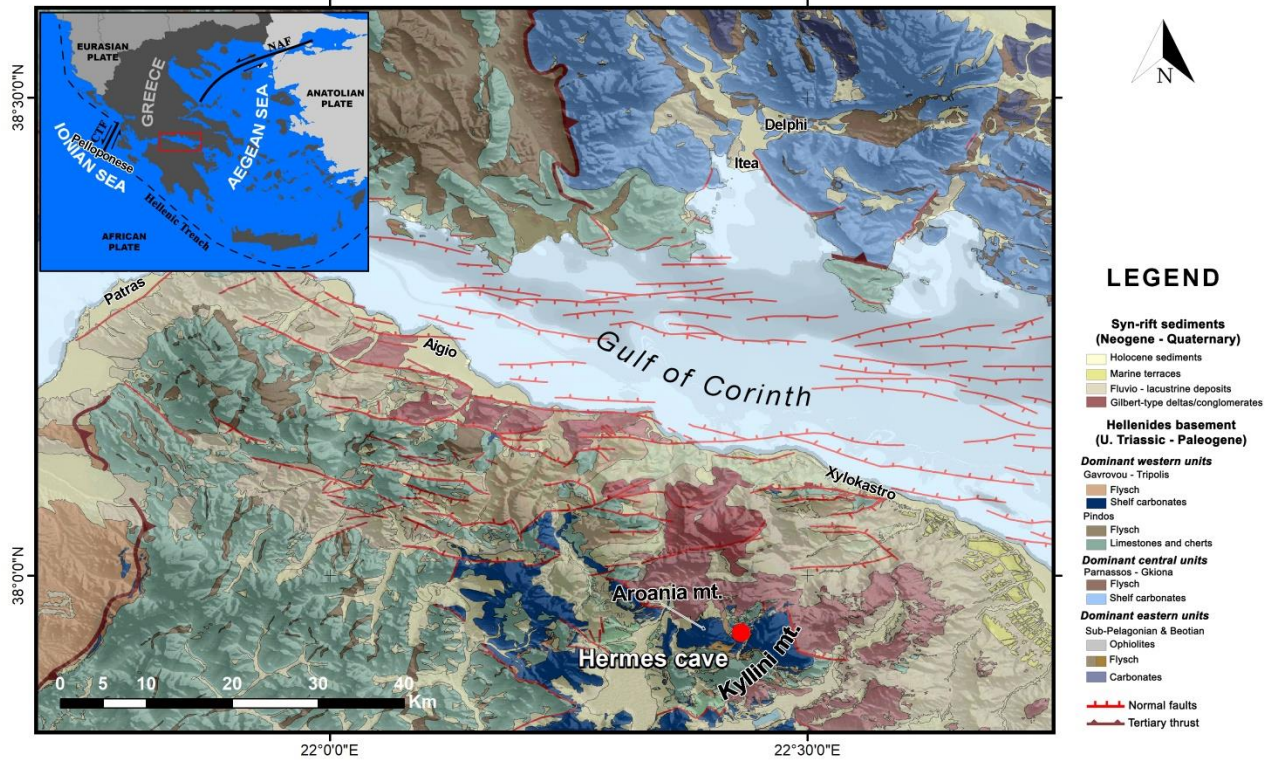 EURASIAN
PLATE
NAF
GREECE
ANATOLIAN
PLATE
CTF
Pelloponese
IONIAN SEA
AEGEAN SEA
Hellenic Trench
AFRICAN
PLATE
38°30'0"N
38°0'0"N
Delphi
Itea
Patras
Aigio
Gulf of Corinth
Xylokastro
Aroania mt.
Hermes cave
Kyllini mt.
0 5 10 20 30 40
Km
22°0'0"E
22°30'0"E
N
LEGEND
Syn-rift sediments
(Neogene - Quaternary)
Holocene sediments
Marine terraces
Fluvio - lacustrine deposits
Gilbert-type deltas/conglomerates
Hellenides basement
(U. Triassic - Paleogene)
Dominant western units
Gavrovou - Tripolis
Flysch
Shelf carbonates
Pindos
Flysch
Limestones and cherts
Dominant central units
Parnassos - Gkiona
Flysch
Shelf carbonates
Dominant eastern units
Sub-Pelagonian & Beotian
Ophiolites
Flysch
Carbonates
Normal faults
Tertiary thrust